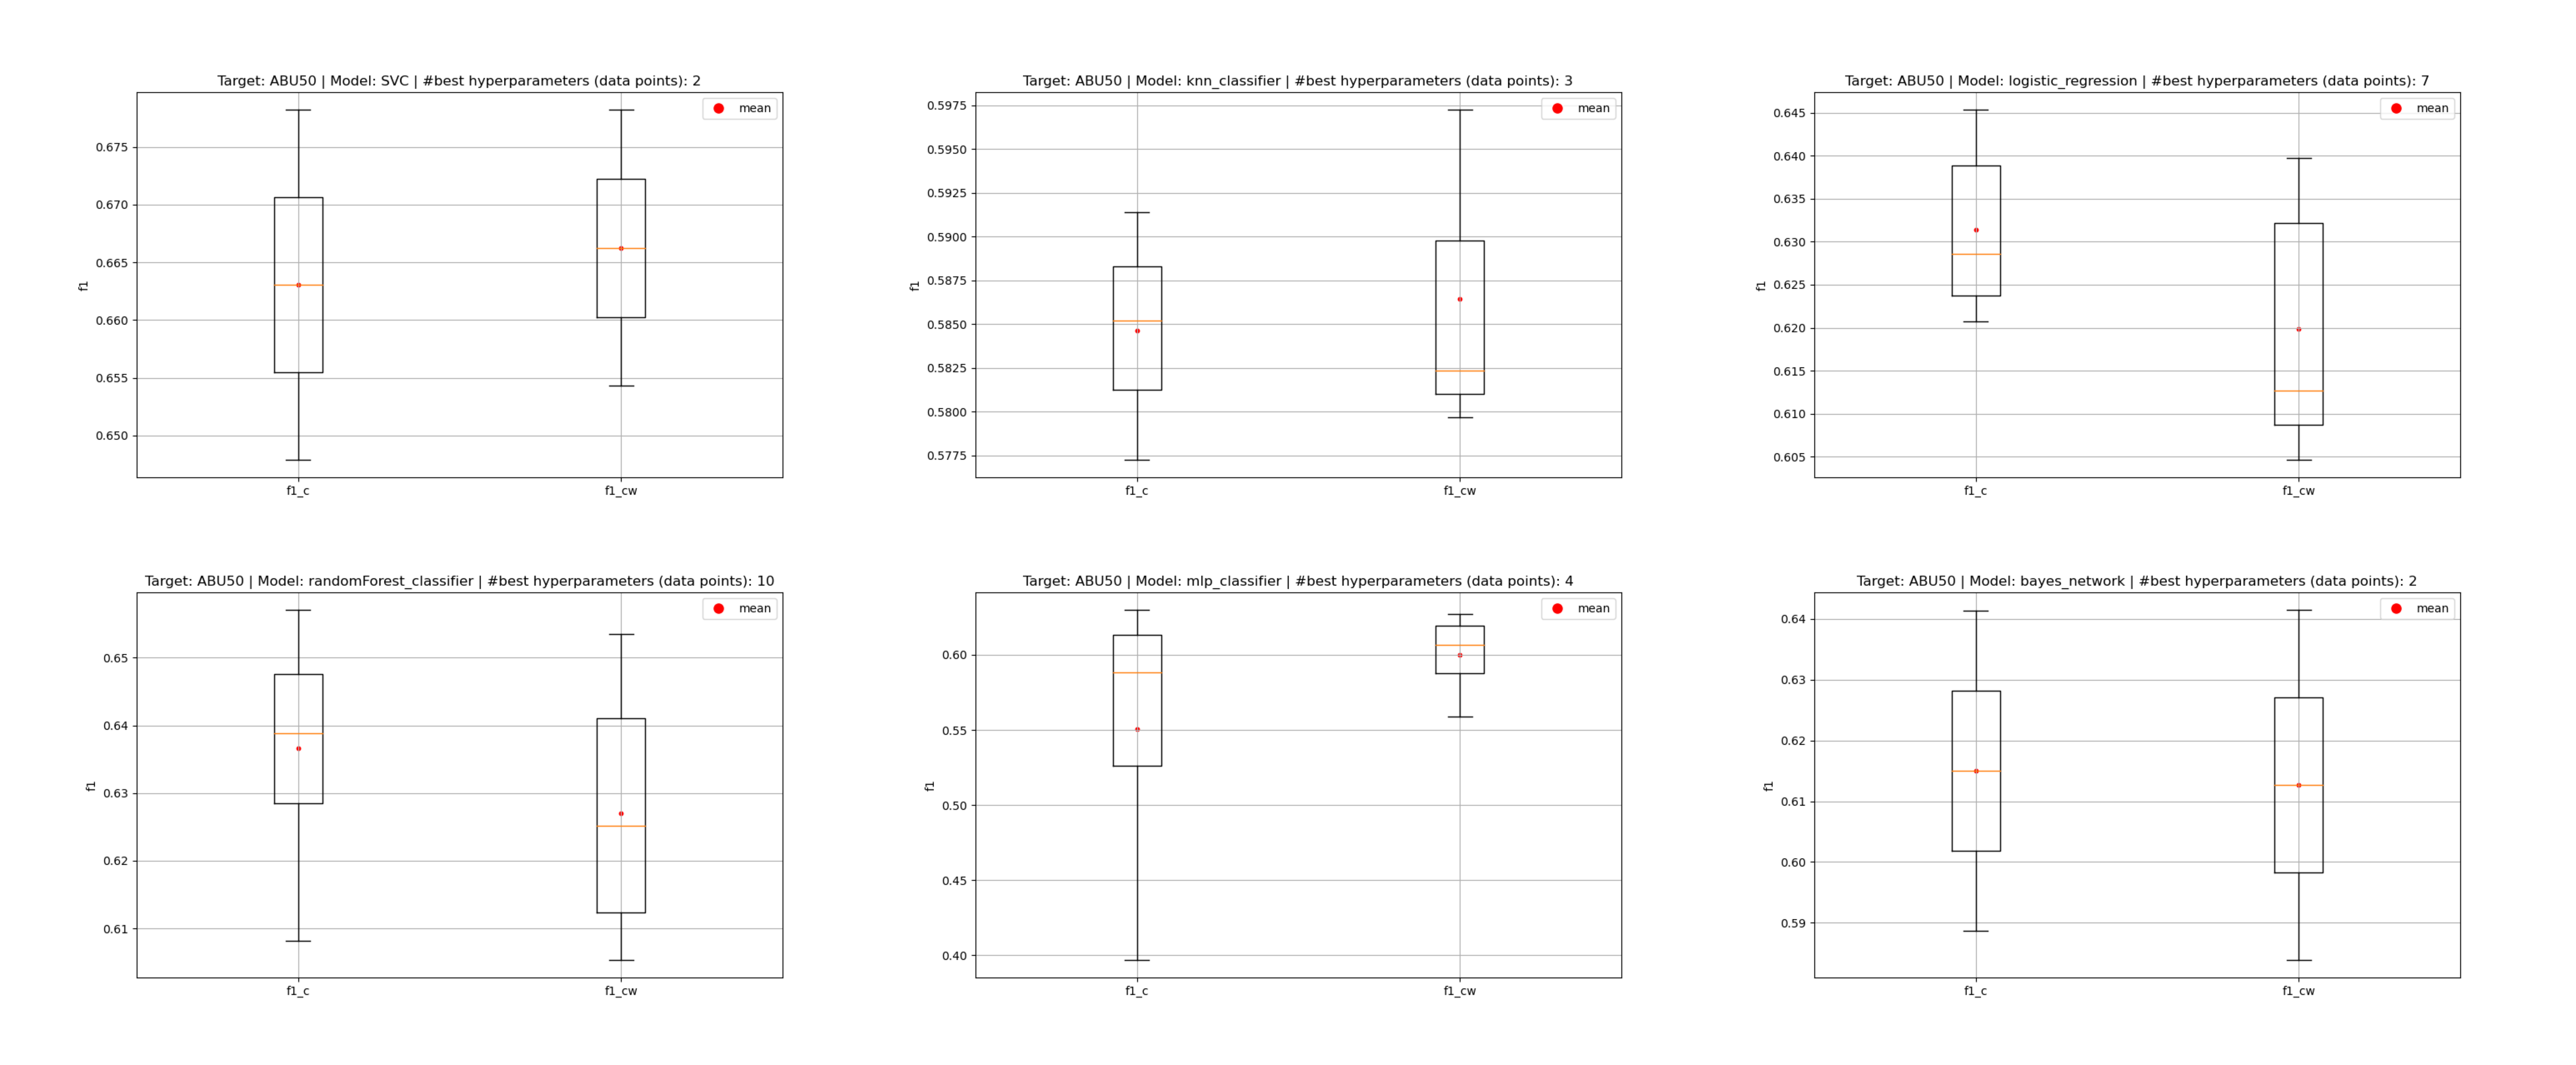 Target: ABU50 | Model: SVC | #best hyperparameters (data points): 2
mean
0.675
0.670
0.665
0.660
0.655
0.650
f1
f1_c
f1_cw
Target: ABU50 | Model: knn_classifier | #best hyperparameters (data points): 3
mean
0.5975
0.5950
0.5925
0.5900
0.5875
0.5850
0.5825
0.5800
0.5775
f1
f1_c
f1_cw
Target: ABU50 | Model: logistic_regression | #best hyperparameters (data points): 7
mean
0.645
0.640
0.635
0.630
0.625
0.620
0.615
0.610
0.605
f1
f1_c
f1_cw
Target: ABU50 | Model: randomForest_classifier | #best hyperparameters (data points): 10
mean
0.65
0.64
0.63
0.62
0.61
f1
f1_c
f1_cw
Target: ABU50 | Model: mlp_classifier | #best hyperparameters (data points): 4
mean
0.60
0.55
0.50
0.45
0.40
f1
f1_c
f1_cw
Target: ABU50 | Model: bayes_network | #best hyperparameters (data points): 2
mean
0.64
0.63
0.62
0.61
0.60
0.59
f1
f1_c
f1_cw